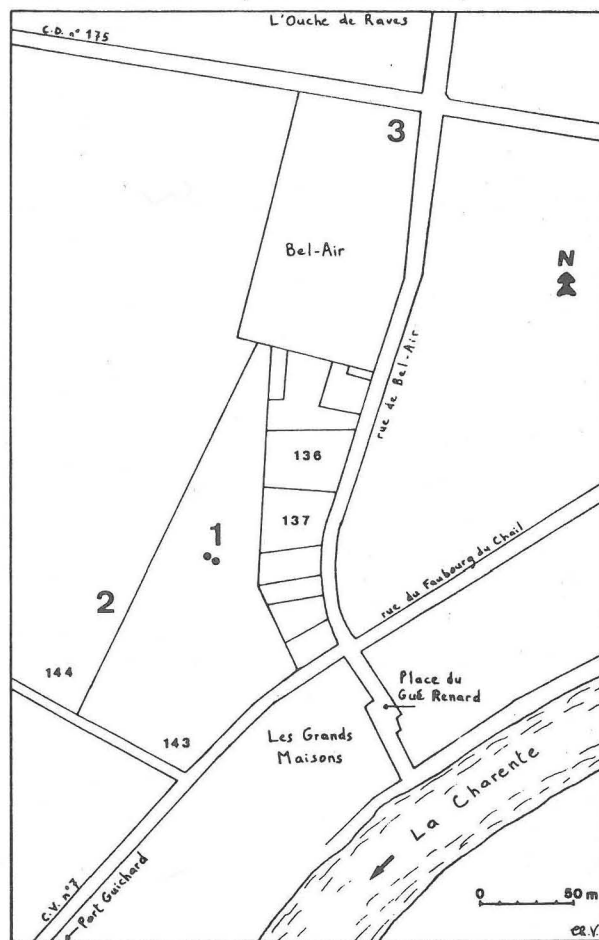 L'Ouche de Raves
C.D. n° 175
3
Bel-Air
N
rue de Bel-Air
136
137
1
2
rue du Faubourg du Chail
144
Place du
Gué Renard
143
Les Grands
Maisons
La Charente
C.V. n°7
Port Guichard
0 50 m